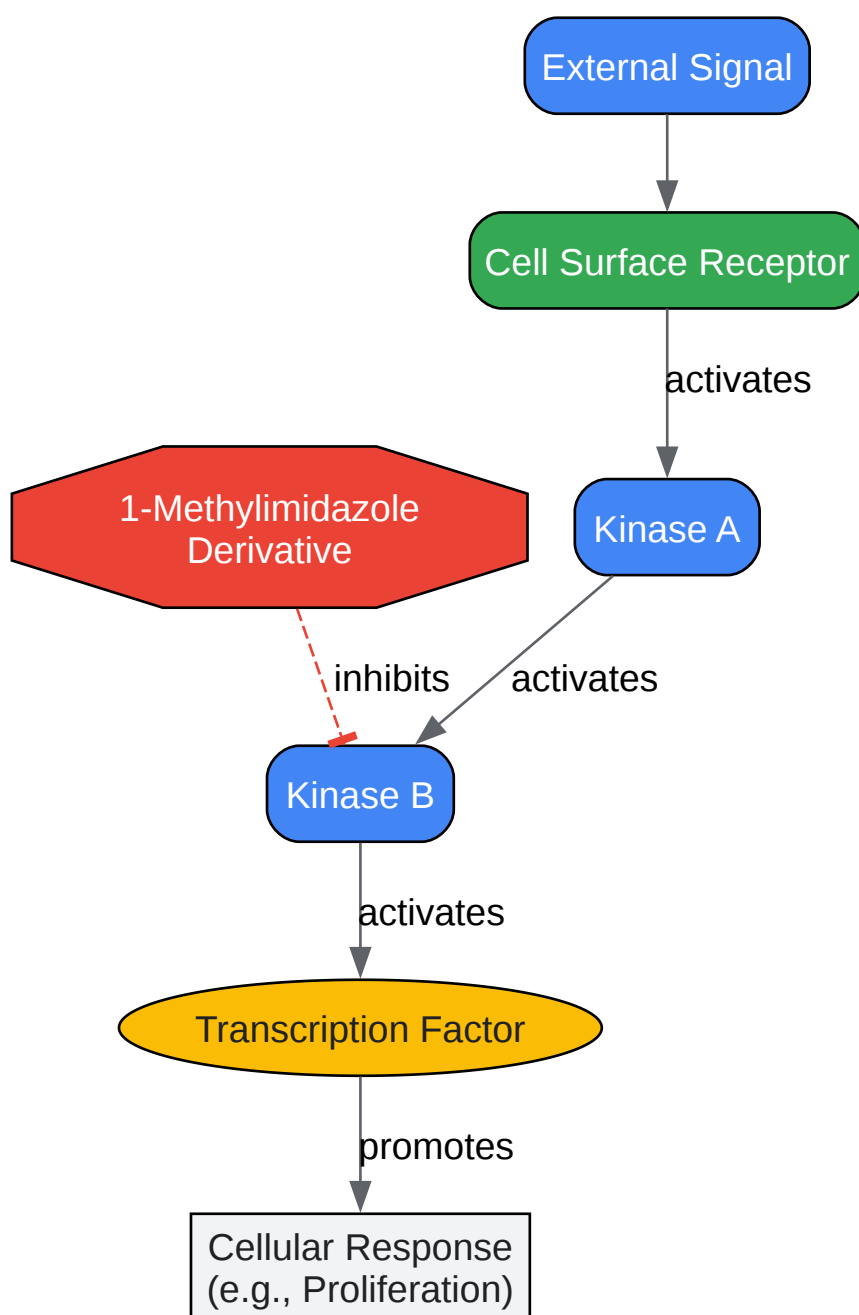 External Signal
Cell Surface Receptor
activates
1-Methylimidazole
Derivative
Kinase A
inhibits
activates
Kinase B
activates
Transcription Factor
promotes
Cellular Response
(e.g., Proliferation)